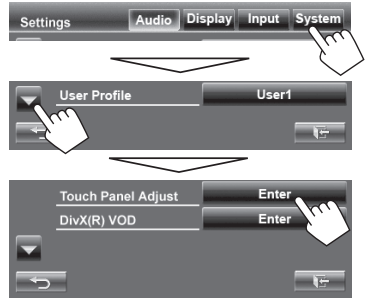 Settings Audio Display Input System
User Profile User1
Touch Panel Adjust Enter
DivX(R) VOD Enter